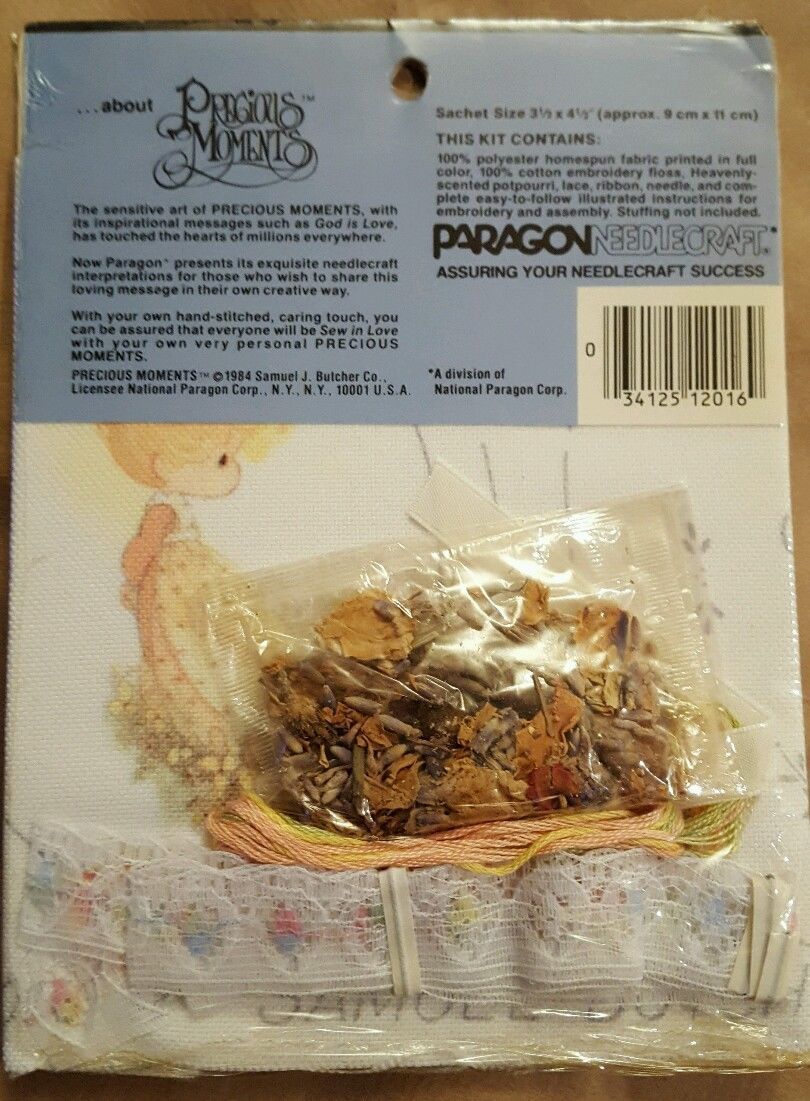 ...about PRECIOUS MOMENTS™
The sensitive art of PRECIOUS MOMENTS, with
its inspirational messages such as God is Love,
has touched the hearts of millions everywhere.
Now Paragon* presents its exquisite needlecraft
interpretations for those who wish to share this
loving message in their own creative way.
With your own hand-stitched, caring touch, you
can be assured that everyone will be Sew in Love
with your own very personal PRECIOUS
MOMENTS.
PRECIOUS MOMENTS™ ©1984 Samuel J. Butcher Co.,
Licensee National Paragon Corp., N.Y., N.Y., 10001 U.S.A.
Sachet Size 3½ x 4½" (approx. 9 cm x 11 cm)
THIS KIT CONTAINS:
100% polyester homespun fabric printed in full
color, 100% cotton embroidery floss, Heavenly-
scented potpourri, lace, ribbon, needle, and com-
plete easy-to-follow illustrated instructions for
embroidery and assembly. Stuffing not included.
PARAGON NEEDLECRAFT®*
ASSURING YOUR NEEDLECRAFT SUCCESS
*A division of
National Paragon Corp.
0 34125 12016
SAMUEL